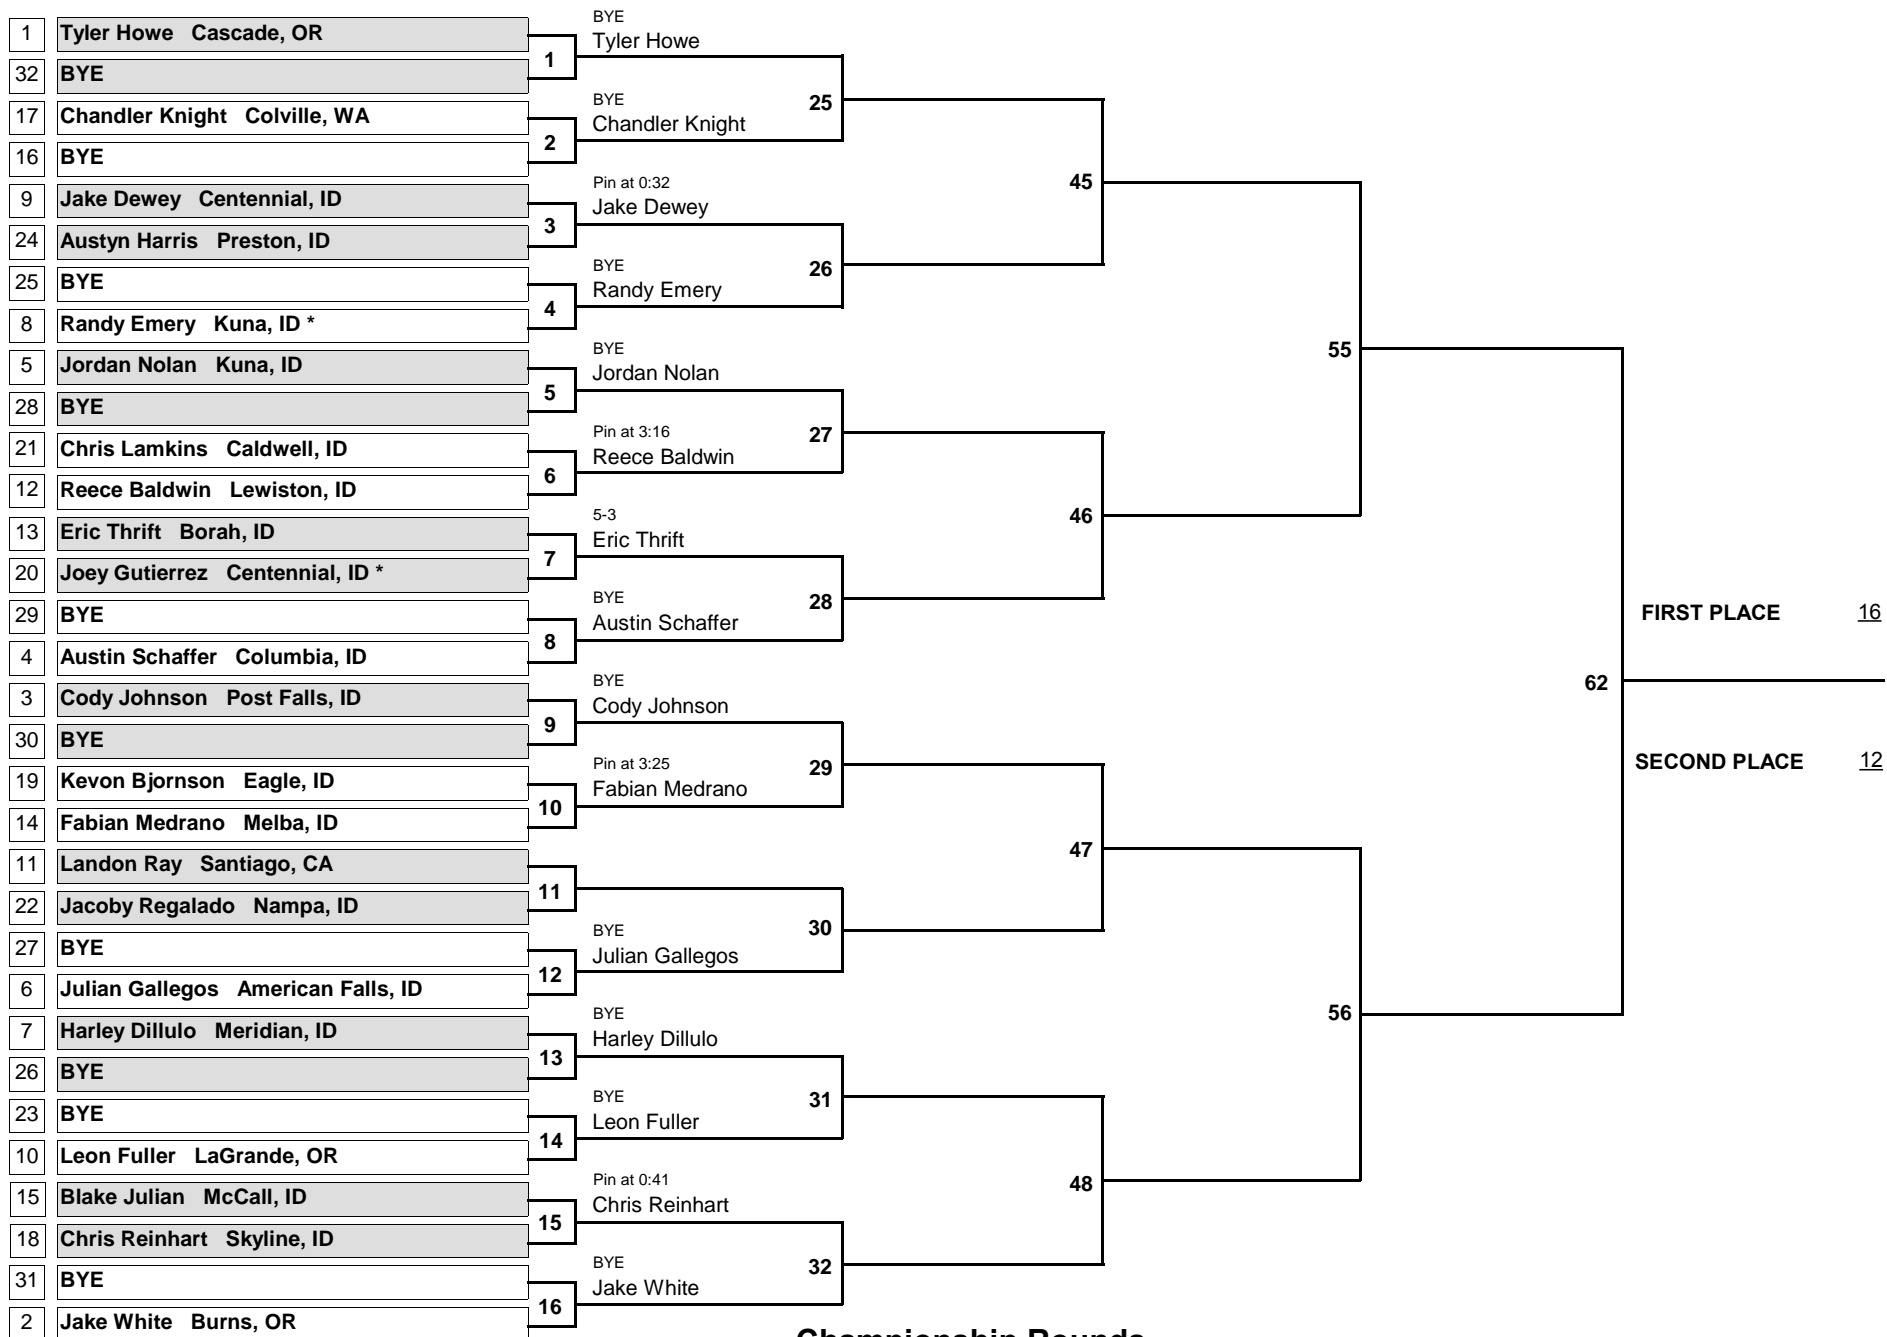 1 Tyler Howe Cascade, OR
32 BYE
17 Chandler Knight Colville, WA
16 BYE
9 Jake Dewey Centennial, ID
24 Austyn Harris Preston, ID
25 BYE
8 Randy Emery Kuna, ID *
5 Jordan Nolan Kuna, ID
28 BYE
21 Chris Lamkins Caldwell, ID
12 Reece Baldwin Lewiston, ID
13 Eric Thrift Borah, ID
20 Joey Gutierrez Centennial, ID *
29 BYE
4 Austin Schaffer Columbia, ID
3 Cody Johnson Post Falls, ID
30 BYE
19 Kevon Bjornson Eagle, ID
14 Fabian Medrano Melba, ID
11 Landon Ray Santiago, CA
22 Jacoby Regalado Nampa, ID
27 BYE
6 Julian Gallegos American Falls, ID
7 Harley Dillulo Meridian, ID
26 BYE
23 BYE
10 Leon Fuller LaGrande, OR
15 Blake Julian McCall, ID
18 Chris Reinhart Skyline, ID
31 BYE
2 Jake White Burns, OR
1
2
3
4
5
6
7
8
9
10
11
12
13
14
15
16
BYE
Tyler Howe
BYE
Chandler Knight
Pin at 0:32
Jake Dewey
BYE
Randy Emery
BYE
Jordan Nolan
Pin at 3:16
Reece Baldwin
5-3
Eric Thrift
BYE
Austin Schaffer
BYE
Cody Johnson
Pin at 3:25
Fabian Medrano
BYE
Julian Gallegos
BYE
Harley Dillulo
BYE
Leon Fuller
Pin at 0:41
Chris Reinhart
BYE
Jake White
25
26
27
28
29
30
31
32
45
46
47
48
55
56
62
FIRST PLACE 16
SECOND PLACE 12
Championship Rounds